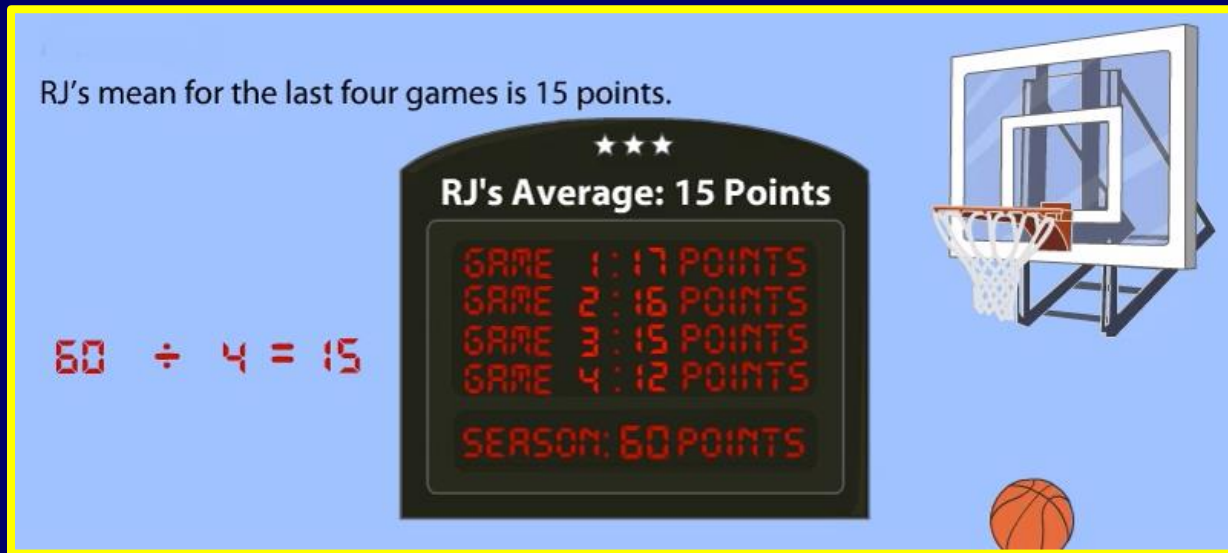 RJ's mean for the last four games is 15 points.
RJ's Average: 15 Points
GAME 1:17 POINTS
GAME 2:16 POINTS
GAME 3:15 POINTS
GAME 4:12 POINTS
SEASON: 60 POINTS
60 ÷ 4 = 15